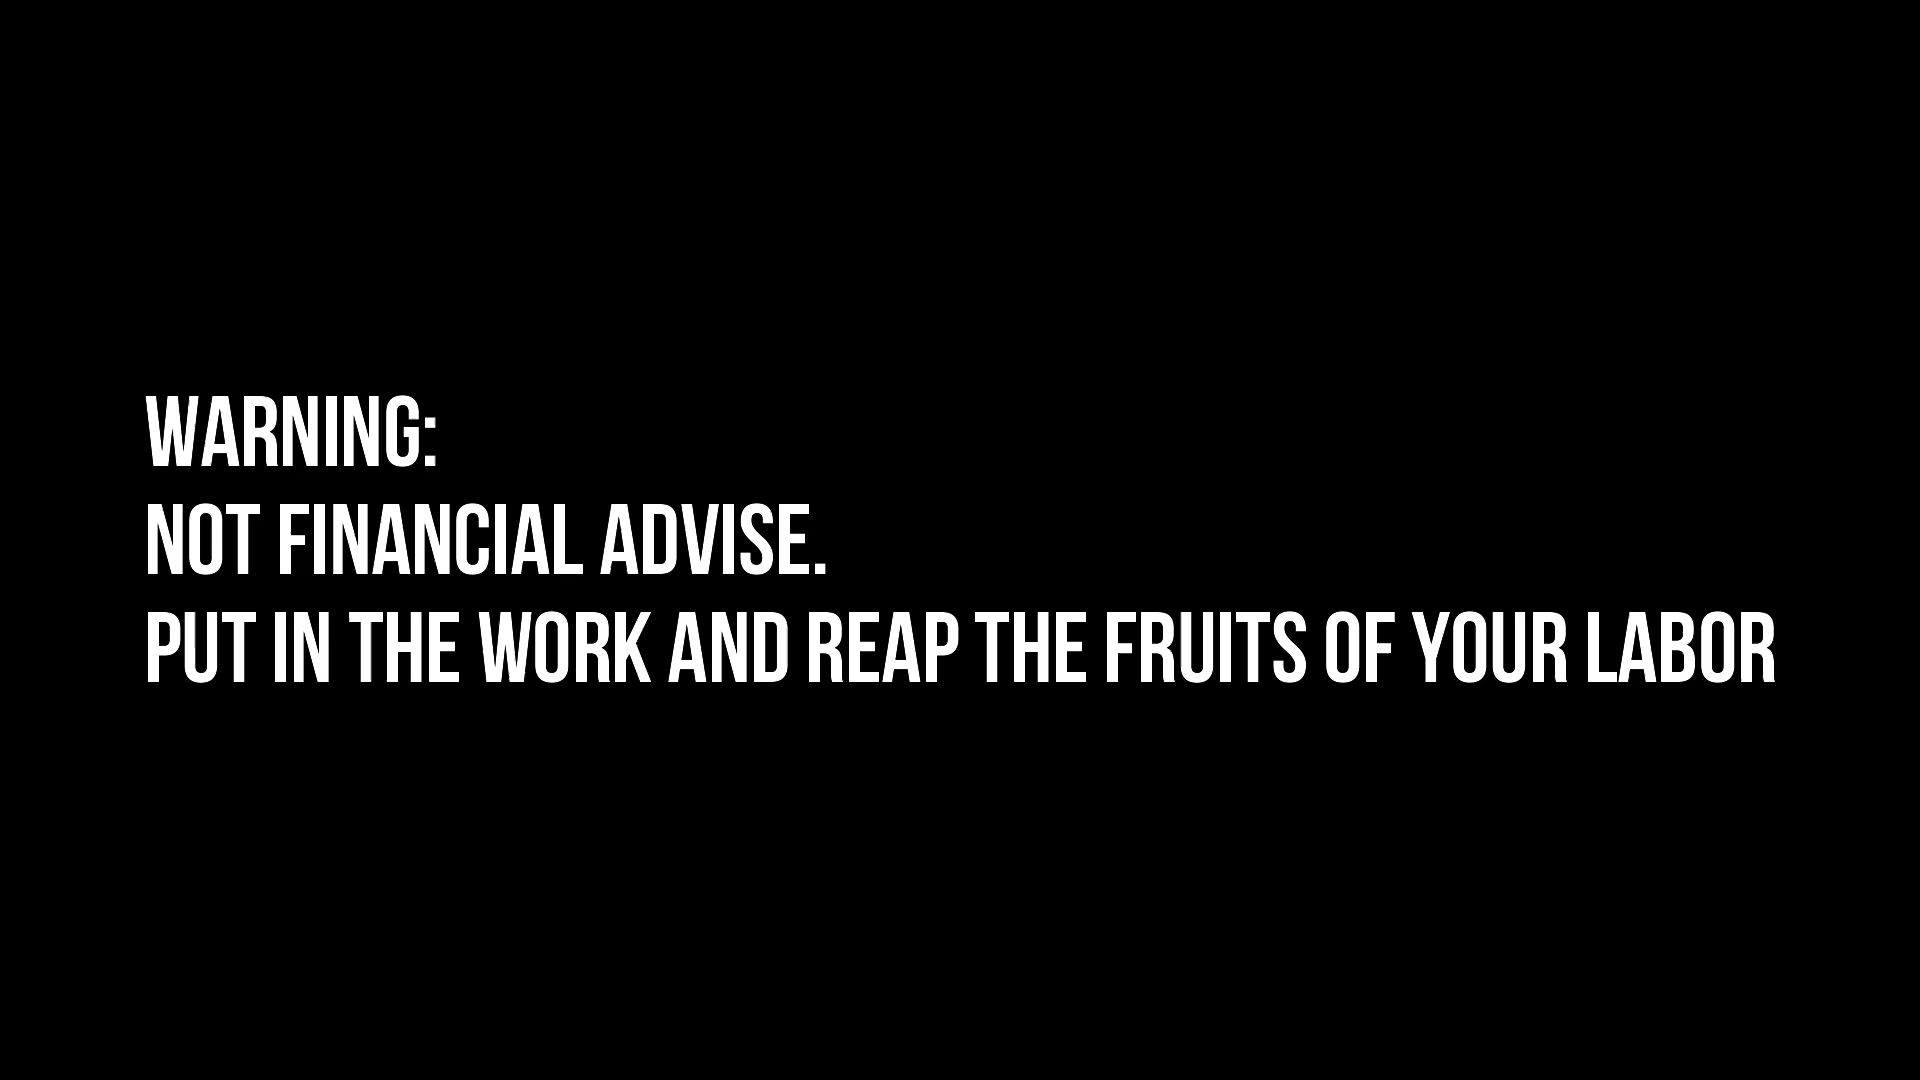 WARNING:
NOT FINANCIAL ADVISE.
PUT IN THE WORK AND REAP THE FRUITS OF YOUR LABOR